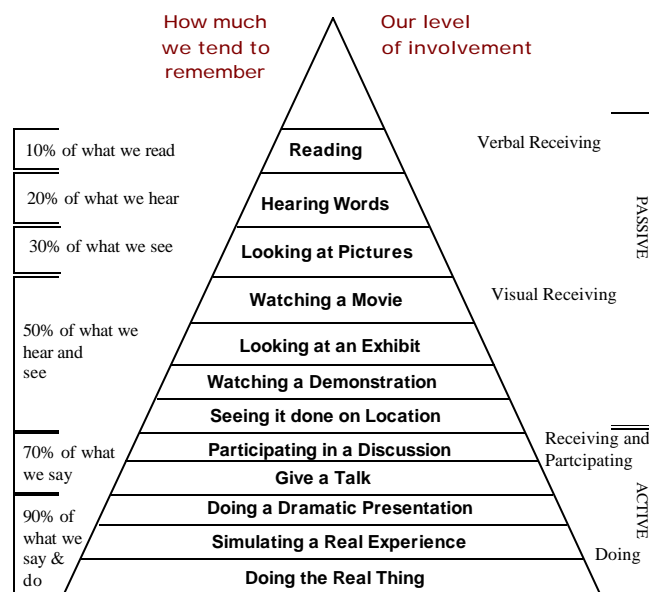 How much
we tend to
remember
Our level
of involvement
10% of what we read
Reading
Verbal Receiving
20% of what we hear
Hearing Words
PASSIVE
30% of what we see
Looking at Pictures
Watching a Movie
Visual Receiving
50% of what we
hear and
see
Looking at an Exhibit
Watching a Demonstration
Seeing it done on Location
70% of what
we say
Participating in a Discussion
Receiving and
Partcipating
Give a Talk
ACTIVE
90% of
what we
say &
do
Doing a Dramatic Presentation
Simulating a Real Experience
Doing
Doing the Real Thing